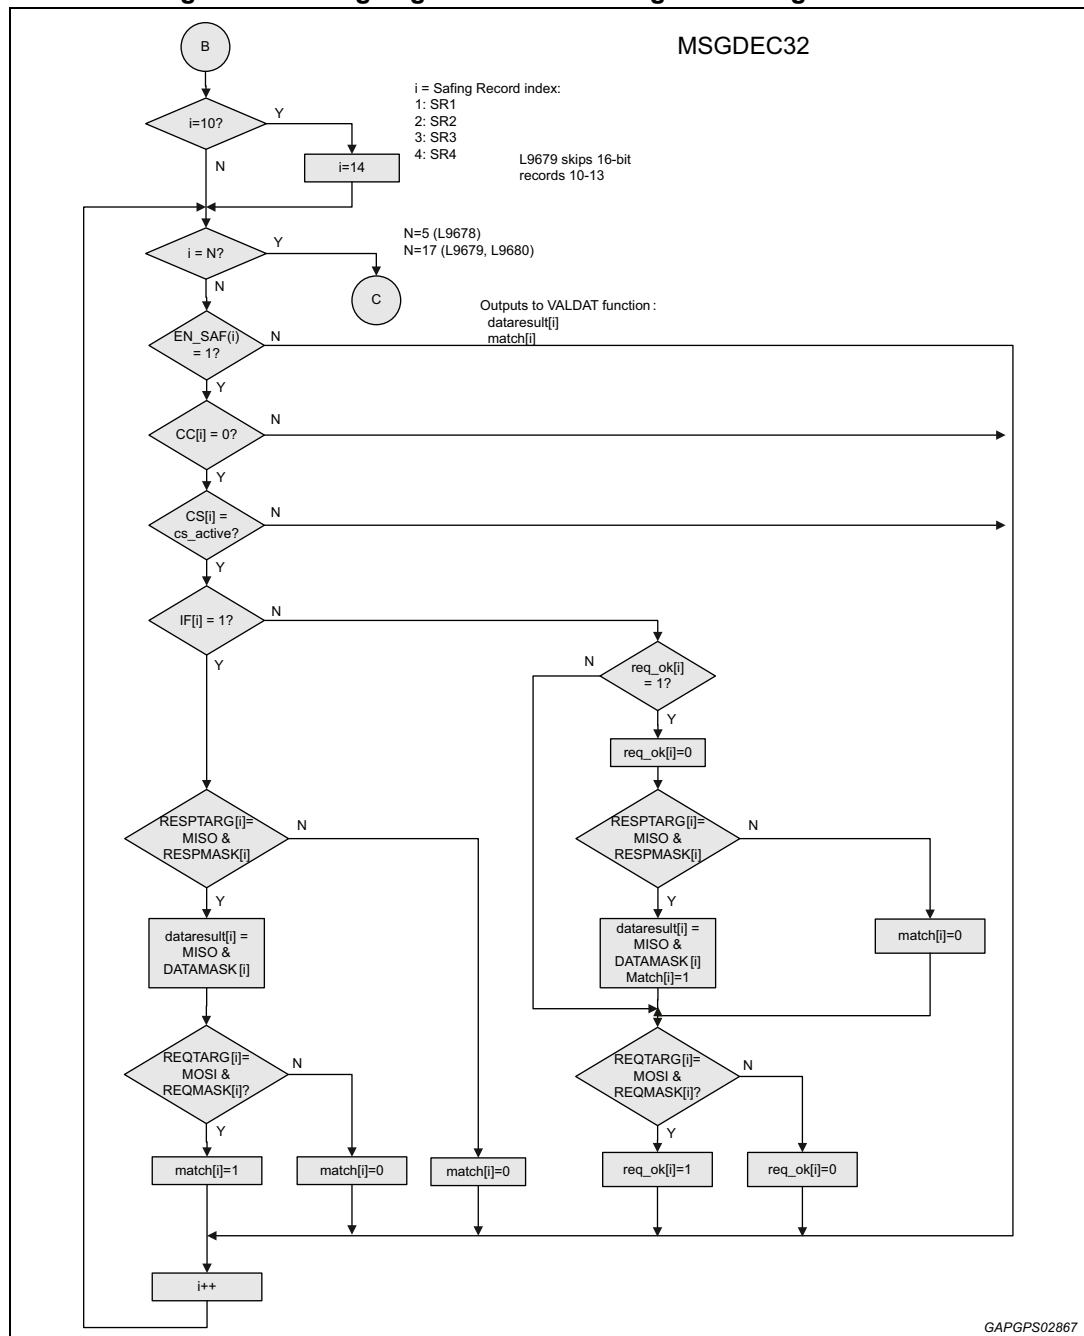 MSGDEC32
B
i = Safing Record index:
1: SR1
2: SR2
3: SR3
4: SR4
i=10?
Y
N
i=14
L9679 skips 16-bit
records 10-13
i = N?
Y
N
N=5 (L9678)
N=17 (L9679, L9680)
C
Outputs to VALDAT function :
dataresult[i]
match[i]
EN_SAF(i)
= 1?
N
Y
CC[i] = 0?
N
Y
CS[i] =
cs_active?
N
Y
IF[i] = 1?
N
Y
req_ok[i]
= 1?
N
Y
req_ok[i]=0
RESPTARG[i]=
MISO &
RESPMASK[i]
N
Y
RESPTARG[i]=
MISO &
RESPMASK[i]
N
Y
dataresult[i] =
MISO &
DATAMASK[i]
dataresult[i] =
MISO &
DATAMASK[i]
Match[i]=1
match[i]=0
REQTARG[i]=
MOSI &
REQMASK[i]?
N
Y
REQTARG[i]=
MOSI &
REQMASK[i]?
N
Y
match[i]=1
match[i]=0
match[i]=0
req_ok[i]=1
req_ok[i]=0
i++
GAPGPS02867